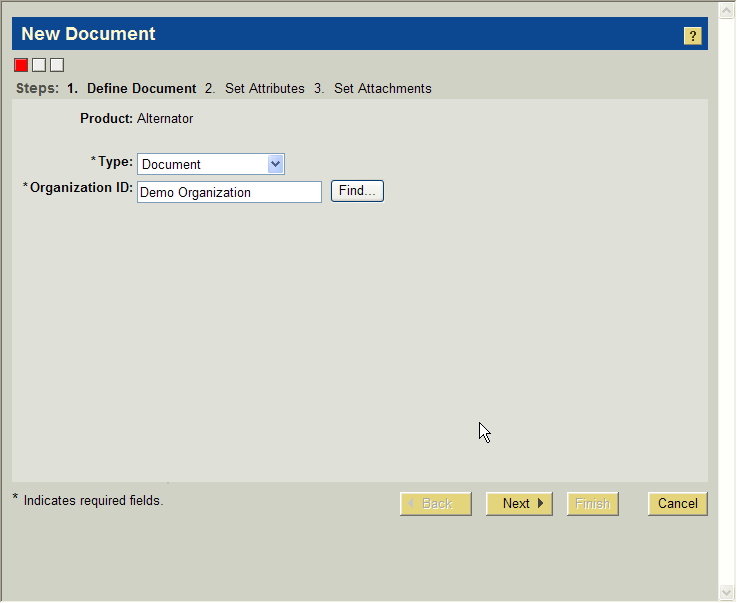 New Document ?
Steps: 1. Define Document 2. Set Attributes 3. Set Attachments
Product: Alternator
*Type: Document
*Organization ID: Demo Organization Find...
* Indicates required fields. Back Next Finish Cancel